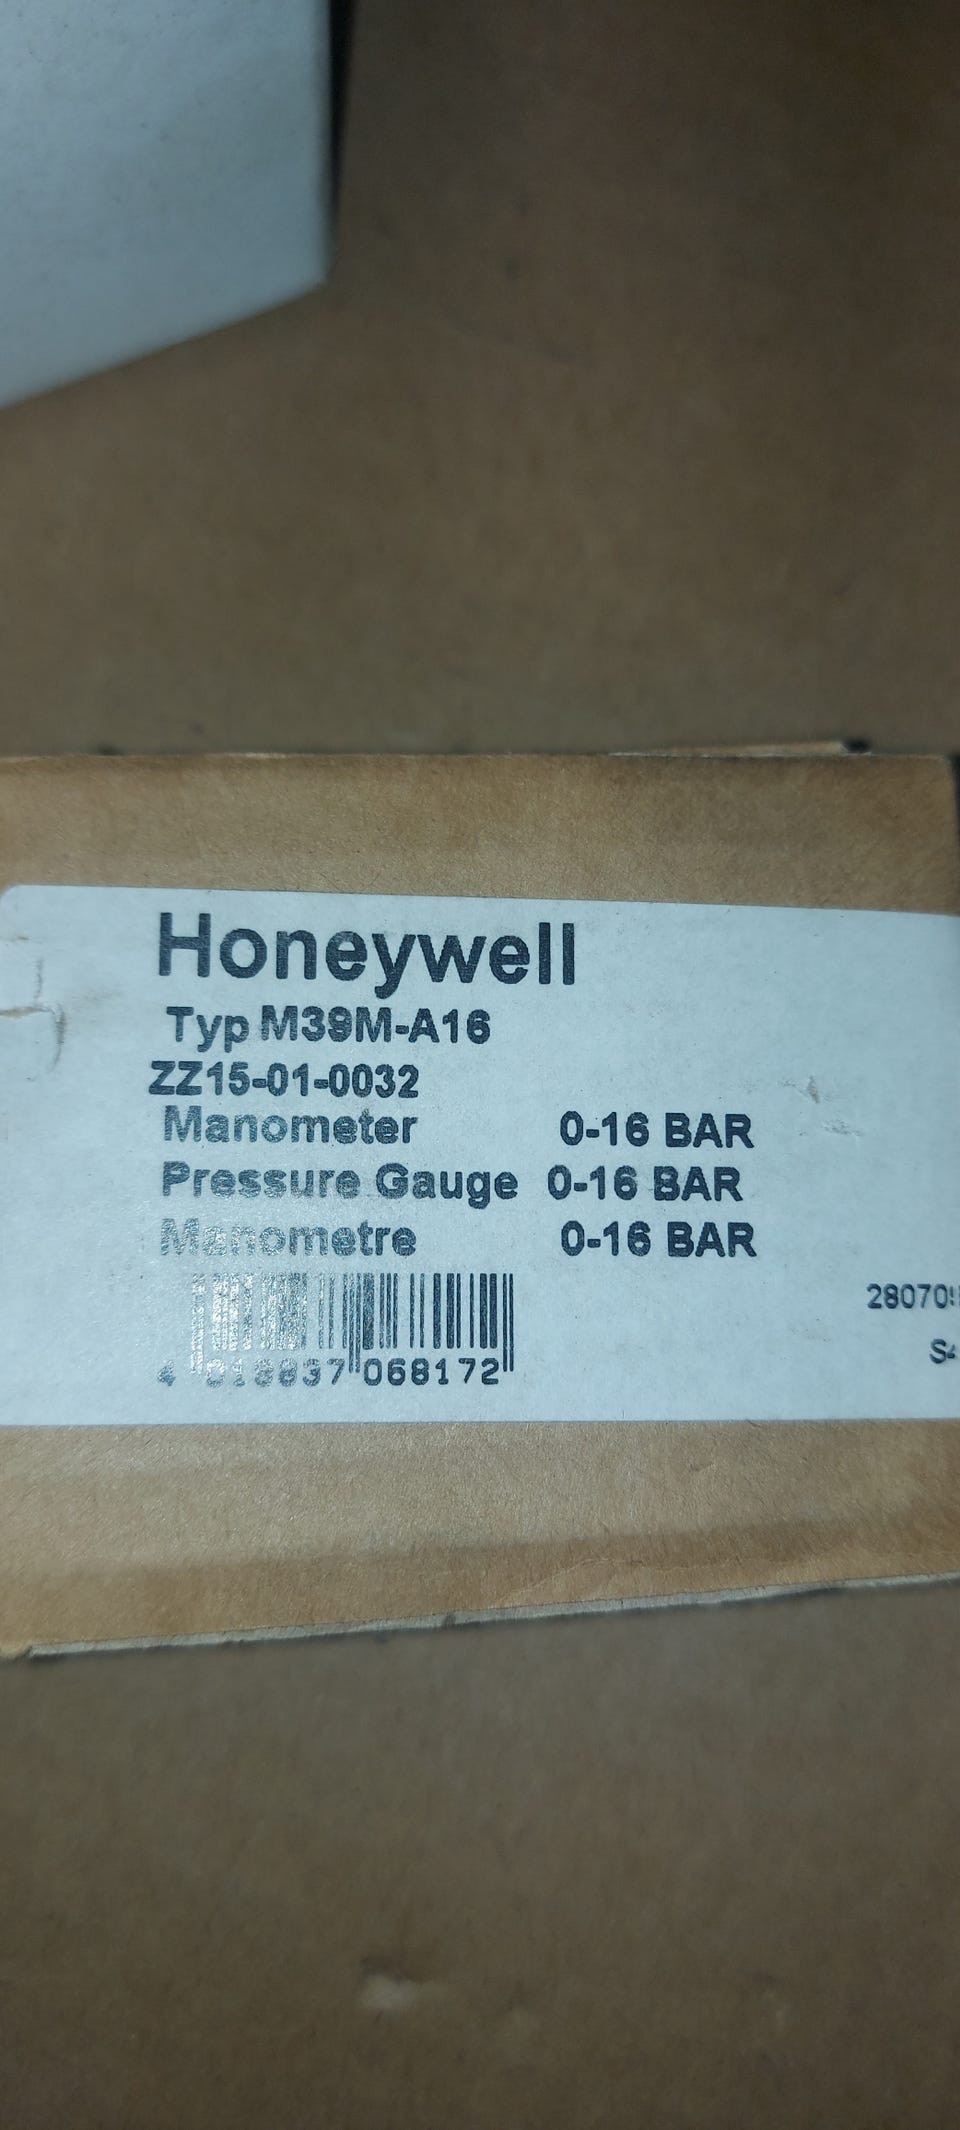 Honeywell
Typ M39M-A16
ZZ15-01-0032
Manometer 0-16 BAR
Pressure Gauge 0-16 BAR
Manometre 0-16 BAR
28070
4 018837 068172